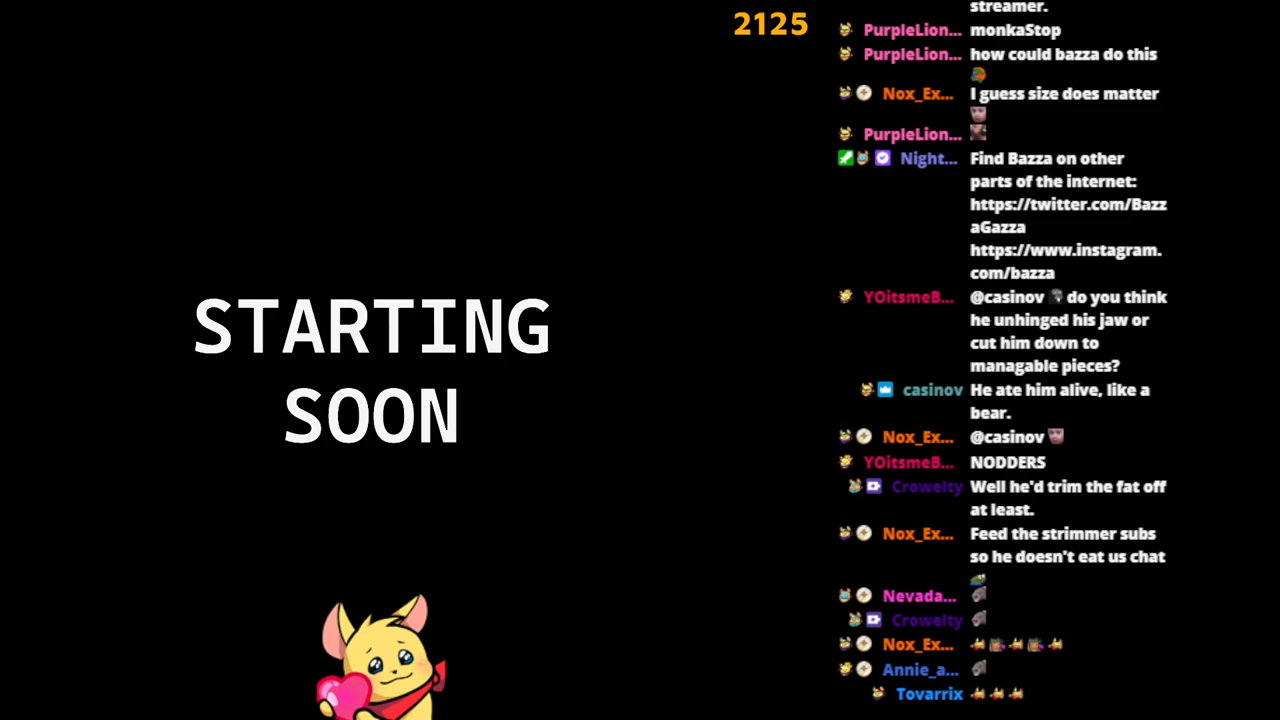 2125
STARTING
SOON
streamer.
PurpleLion... monkaStop
PurpleLion... how could bazza do this
Nox_Ex... I guess size does matter
PurpleLion...
Night... Find Bazza on other
parts of the internet:
https://twitter.com/Bazz
aGazza
https://www.instagram.
com/bazza
YOitsmeB... @casinov do you think
he unhinged his jaw or
cut him down to
managable pieces?
casinov He ate him alive, like a
bear.
Nox_Ex... @casinov
YOitsmeB... NODDERS
Crowelty Well he'd trim the fat off
at least.
Nox_Ex... Feed the strimmer subs
so he doesn't eat us chat
Nevada...
Crowelty
Nox_Ex...
Annie_a...
Tovarrix